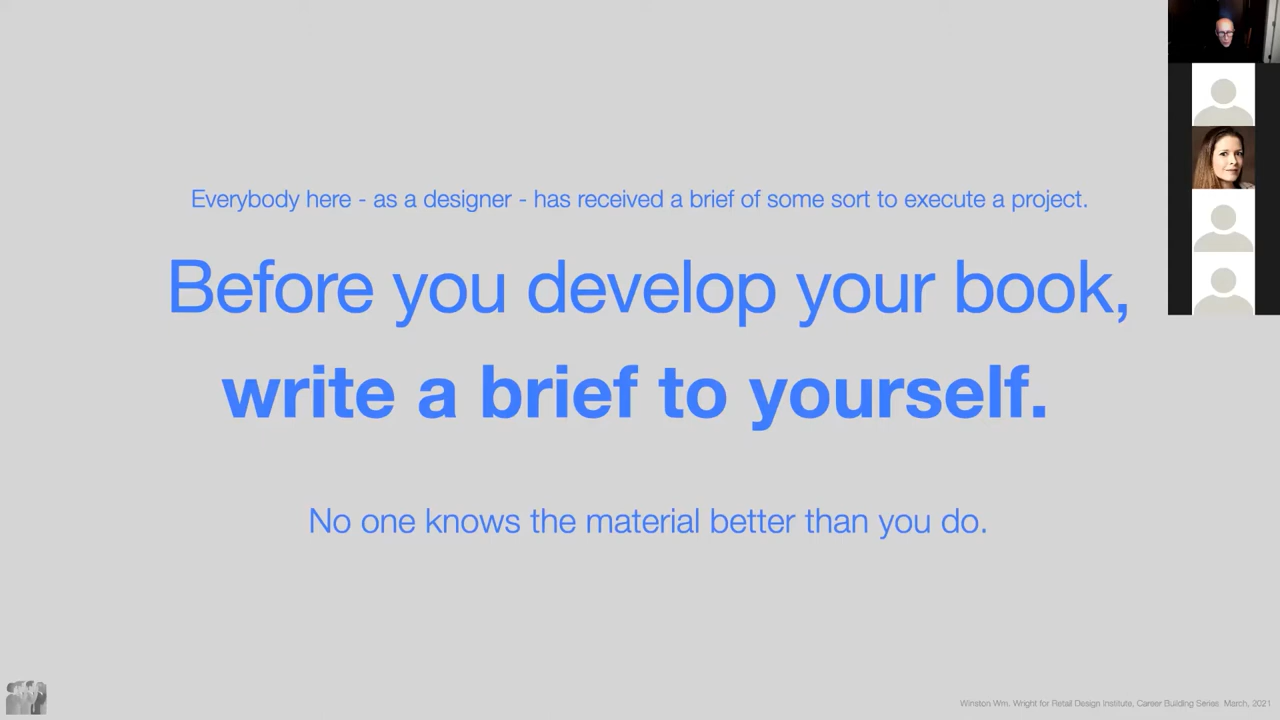 Everybody here - as a designer - has received a brief of some sort to execute a project.
Before you develop your book,
write a brief to yourself.
No one knows the material better than you do.
Winston Wm. Wright for Retail Design Institute, Career Building Series  March, 2021